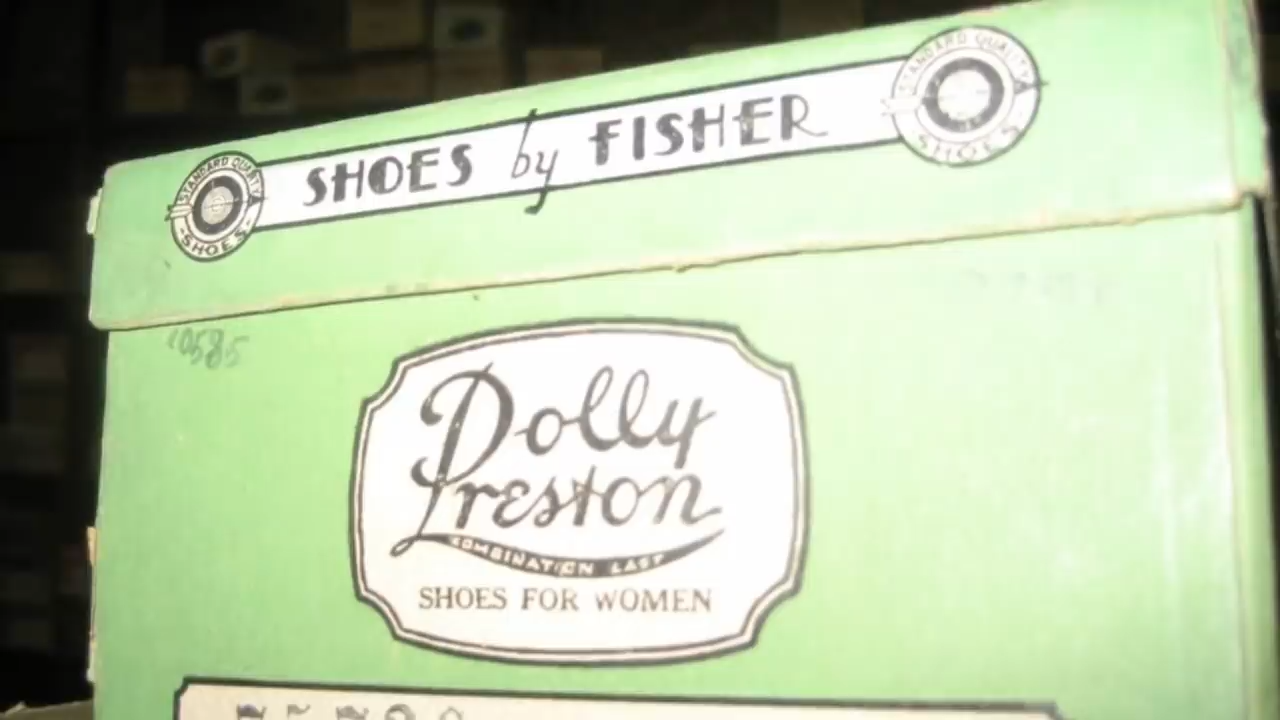 SHOES by FISHER
STANDARD QUALITY
SHOES
STANDARD QUALITY
SHOES
10585
Dolly
Preston
COMBINATION LAST
SHOES FOR WOMEN